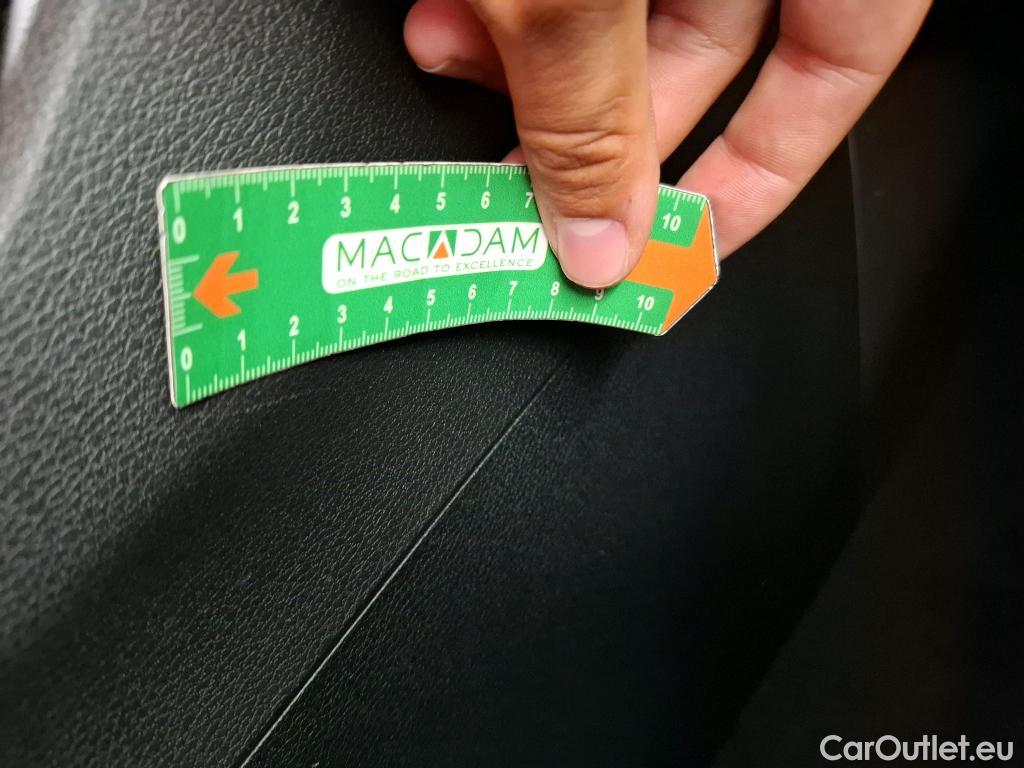 0 1 2 3 4 5 6 7 10
MACADAM
ON THE ROAD TO EXCELLENCE
0 1 2 3 4 5 6 7 8 9 10
CarOutlet.eu